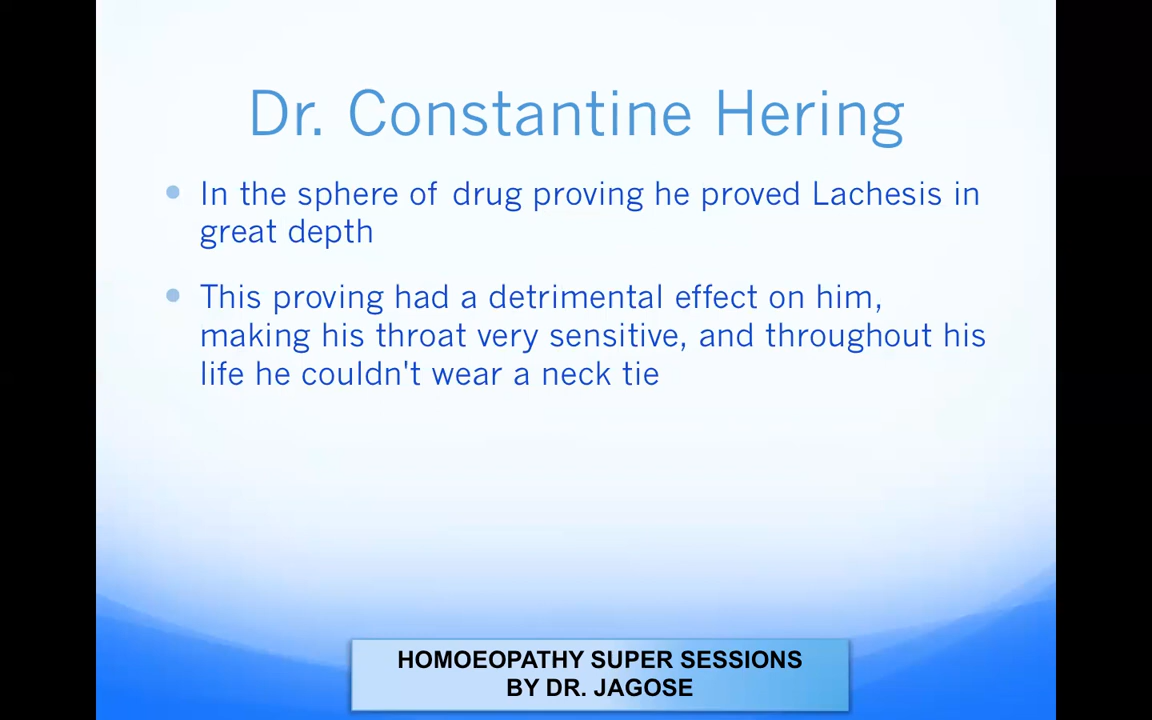 Dr. Constantine Hering
In the sphere of drug proving he proved Lachesis in
great depth
This proving had a detrimental effect on him,
making his throat very sensitive, and throughout his
life he couldn't wear a neck tie
HOMOEOPATHY SUPER SESSIONS
BY DR. JAGOSE